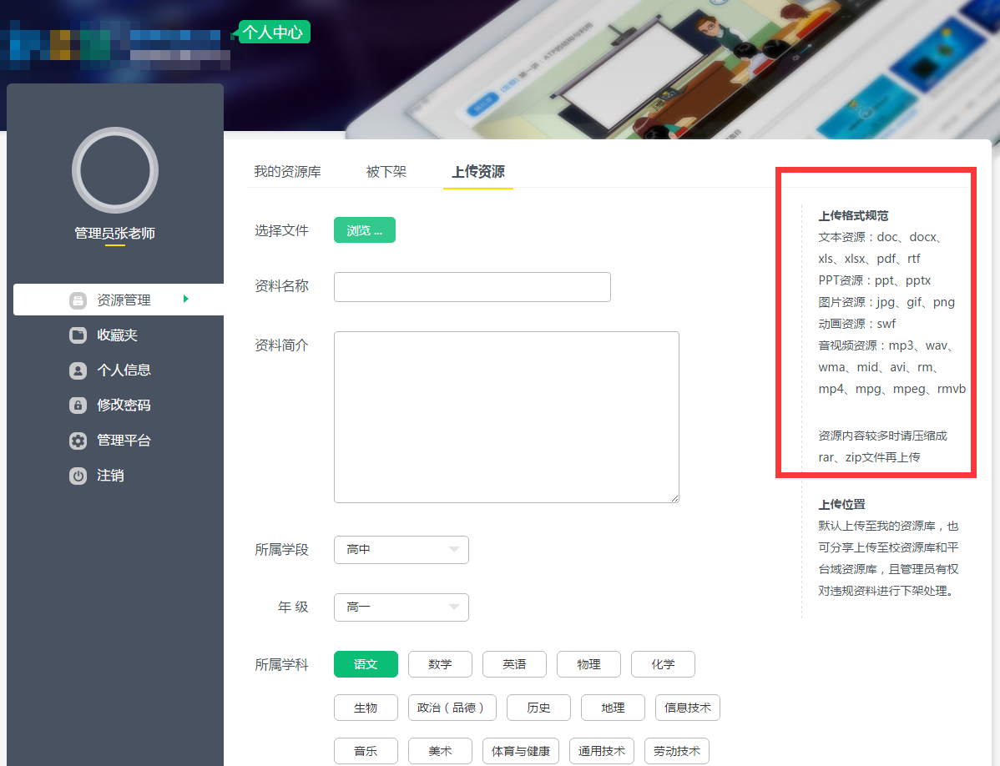 个人中心
第一讲：ATP的结构与利用
管理员张老师
资源管理
收藏夹
个人信息
修改密码
管理平台
注销
我的资源库 被下架 上传资源
选择文件 浏览 ...
资料名称
资料简介
所属学段 高中
年 级 高一
所属学科 语文 数学 英语 物理 化学
生物 政治（品德） 历史 地理 信息技术
音乐 美术 体育与健康 通用技术 劳动技术
上传格式规范
文本资源：doc、docx、
xls、xlsx、pdf、rtf
PPT资源：ppt、pptx
图片资源：jpg、gif、png
动画资源：swf
音视频资源：mp3、wav、
wma、mid、avi、rm、
mp4、mpg、mpeg、rmvb
资源内容较多时请压缩成
rar、zip文件再上传
上传位置
默认上传至我的资源库，也
可分享上传至校资源库和平
台域资源库，且管理员有权
对违规资料进行下架处理。